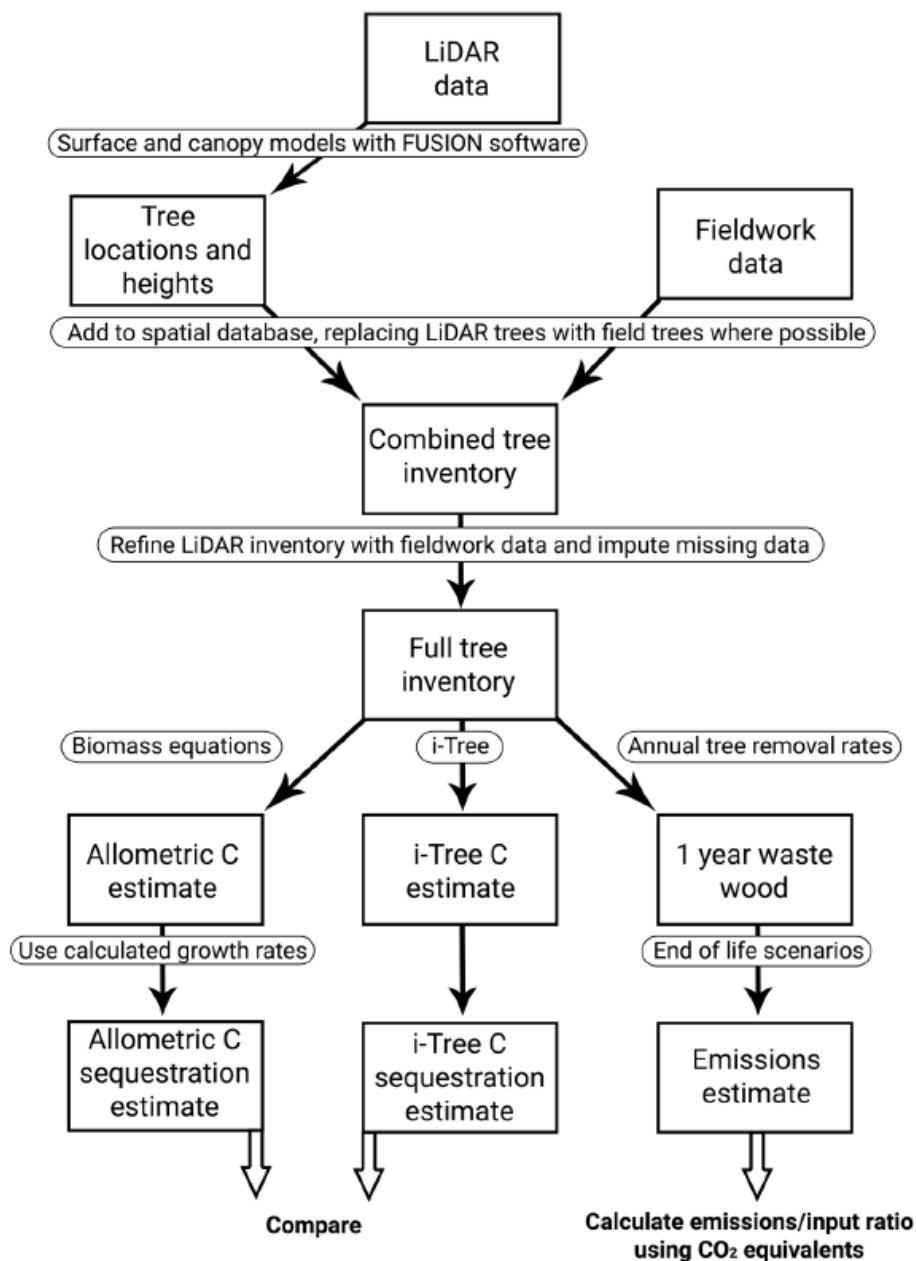 LiDAR
data
Surface and canopy models with FUSION software
Tree
locations and
heights
Fieldwork
data
Add to spatial database, replacing LiDAR trees with field trees where possible
Combined tree
inventory
Refine LiDAR inventory with fieldwork data and impute missing data
Full tree
inventory
Biomass equations
i-Tree
Annual tree removal rates
Allometric C
estimate
i-Tree C
estimate
1 year waste
wood
Use calculated growth rates
End of life scenarios
Allometric C
sequestration
estimate
i-Tree C
sequestration
estimate
Emissions
estimate
Compare
Calculate emissions/input ratio
using CO₂ equivalents